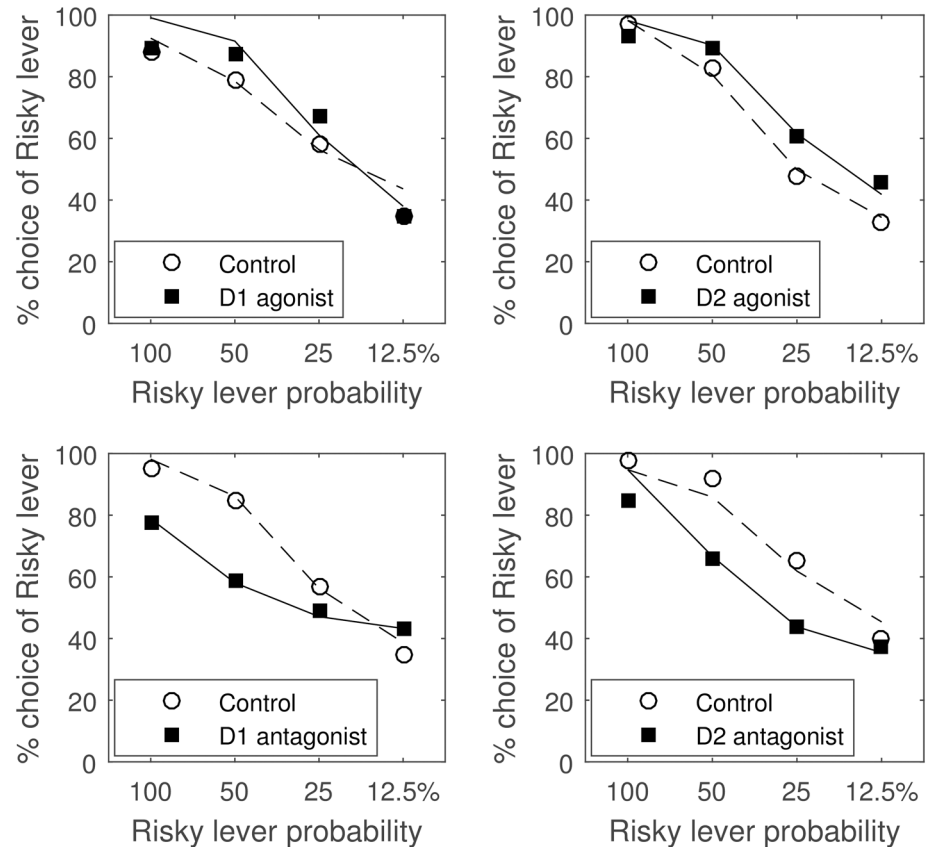 % choice of Risky lever
100
80
60
40
20
0
Control
D1 agonist
100 50 25 12.5%
Risky lever probability
% choice of Risky lever
100
80
60
40
20
0
Control
D2 agonist
100 50 25 12.5%
Risky lever probability
% choice of Risky lever
100
80
60
40
20
0
Control
D1 antagonist
100 50 25 12.5%
Risky lever probability
% choice of Risky lever
100
80
60
40
20
0
Control
D2 antagonist
100 50 25 12.5%
Risky lever probability